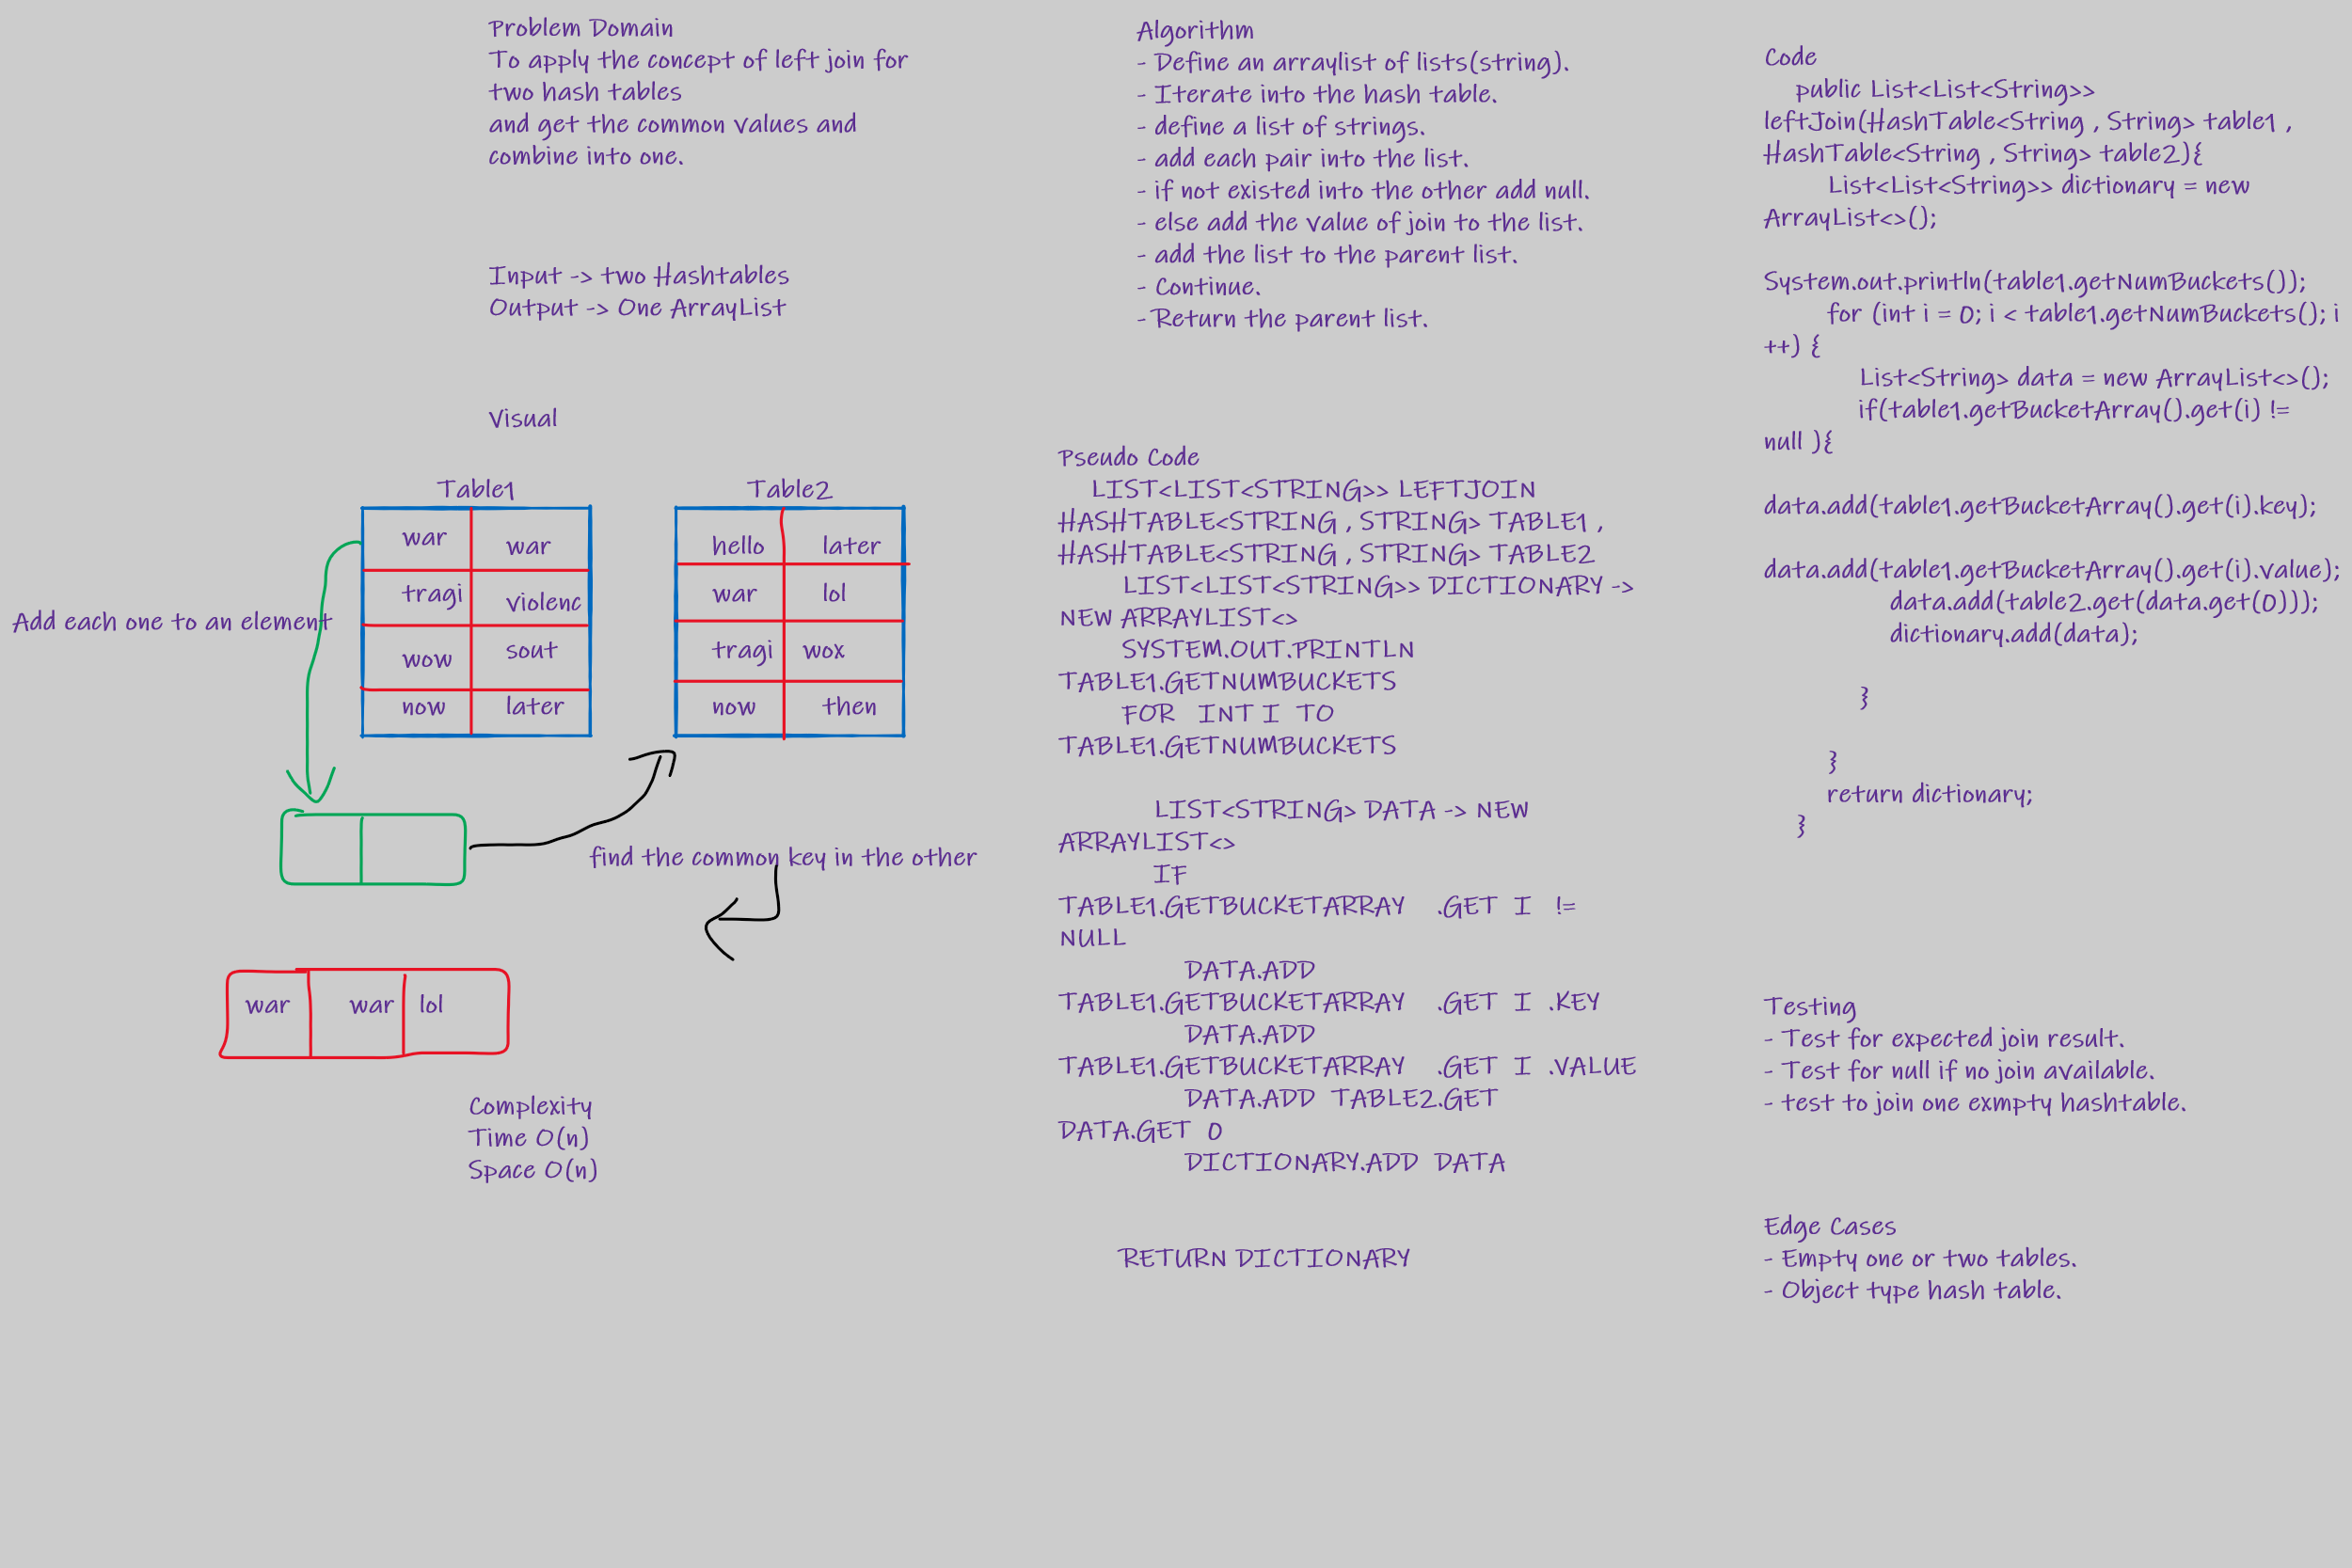 Problem Domain
To apply the concept of left join for
two hash tables
and get the common values and
combine into one.
Input -> two Hashtables
Output -> One ArrayList
Visual
Table1
war war
tragi violenc
wow sout
now later
Table2
hello later
war lol
tragi wox
now then
Add each one to an element
find the common key in the other
war war lol
Complexity
Time O(n)
Space O(n)
Algorithm
- Define an arraylist of lists(string).
- Iterate into the hash table.
- define a list of strings.
- add each pair into the list.
- if not existed into the other add null.
- else add the value of join to the list.
- add the list to the parent list.
- Continue.
- Return the parent list.
Pseudo Code
LIST<LIST<STRING>> LEFTJOIN
HASHTABLE<STRING , STRING> TABLE1 ,
HASHTABLE<STRING , STRING> TABLE2
LIST<LIST<STRING>> DICTIONARY ->
NEW ARRAYLIST<>
SYSTEM.OUT.PRINTLN
TABLE1.GETNUMBUCKETS
FOR INT I TO
TABLE1.GETNUMBUCKETS
LIST<STRING> DATA -> NEW
ARRAYLIST<>
IF
TABLE1.GETBUCKETARRAY .GET I !=
NULL
DATA.ADD
TABLE1.GETBUCKETARRAY .GET I .KEY
DATA.ADD
TABLE1.GETBUCKETARRAY .GET I .VALUE
DATA.ADD TABLE2.GET
DATA.GET 0
DICTIONARY.ADD DATA
RETURN DICTIONARY
Code
public List<List<String>>
leftJoin(HashTable<String , String> table1 ,
HashTable<String , String> table2){
List<List<String>> dictionary = new
ArrayList<>();
System.out.println(table1.getNumBuckets());
for (int i = 0; i < table1.getNumBuckets(); i
++) {
List<String> data = new ArrayList<>();
if(table1.getBucketArray().get(i) !=
null ){
data.add(table1.getBucketArray().get(i).key);
data.add(table1.getBucketArray().get(i).value);
data.add(table2.get(data.get(0)));
dictionary.add(data);
}
}
return dictionary;
}
Testing
- Test for expected join result.
- Test for null if no join available.
- test to join one exmpty hashtable.
Edge Cases
- Empty one or two tables.
- Object type hash table.